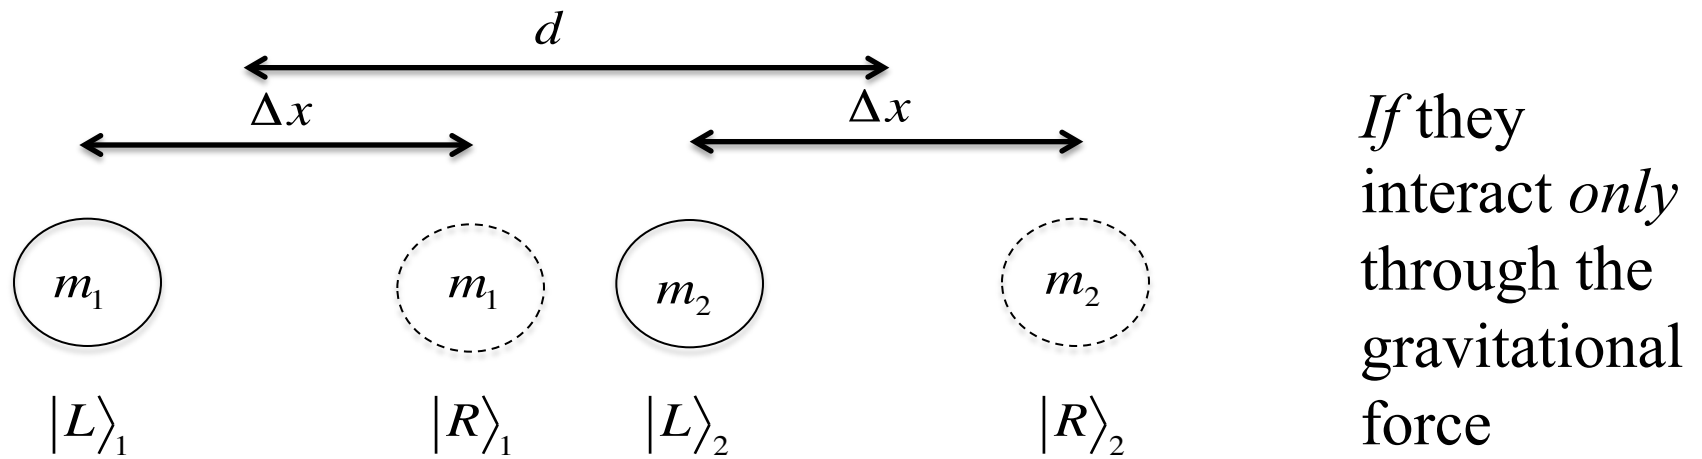 d
Δx Δx
m₁ m₁ m₂ m₂
|L⟩₁ |R⟩₁ |L⟩₂ |R⟩₂
If they
interact only
through the
gravitational
force